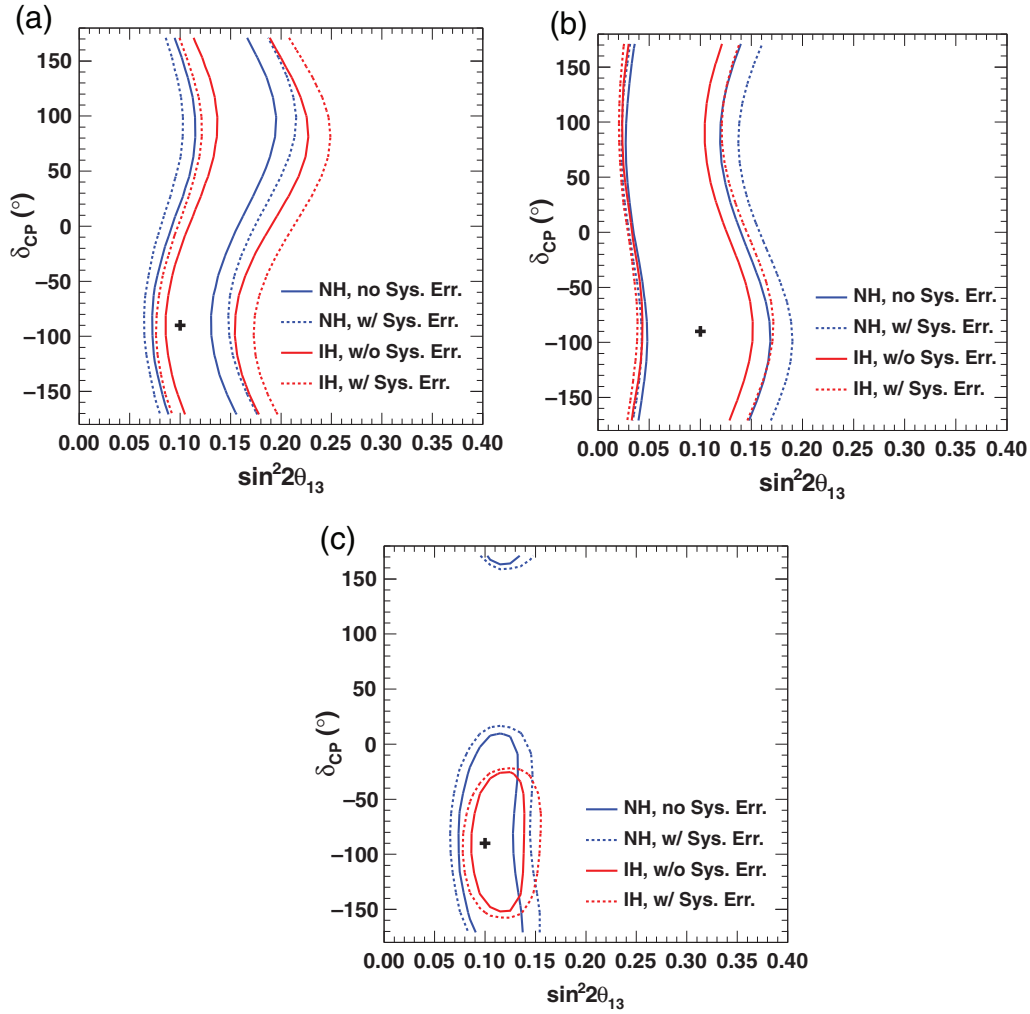 (a)
δCP (°)
150
100
50
0
−50
−100
−150
NH, no Sys. Err.
NH, w/ Sys. Err.
IH, w/o Sys. Err.
IH, w/ Sys. Err.
0.00 0.05 0.10 0.15 0.20 0.25 0.30 0.35 0.40
sin²2θ13
(b)
δCP (°)
150
100
50
0
−50
−100
−150
NH, no Sys. Err.
NH, w/ Sys. Err.
IH, w/o Sys. Err.
IH, w/ Sys. Err.
0.00 0.05 0.10 0.15 0.20 0.25 0.30 0.35 0.40
sin²2θ13
(c)
δCP (°)
150
100
50
0
−50
−100
−150
NH, no Sys. Err.
NH, w/ Sys. Err.
IH, w/o Sys. Err.
IH, w/ Sys. Err.
0.00 0.05 0.10 0.15 0.20 0.25 0.30 0.35 0.40
sin²2θ13